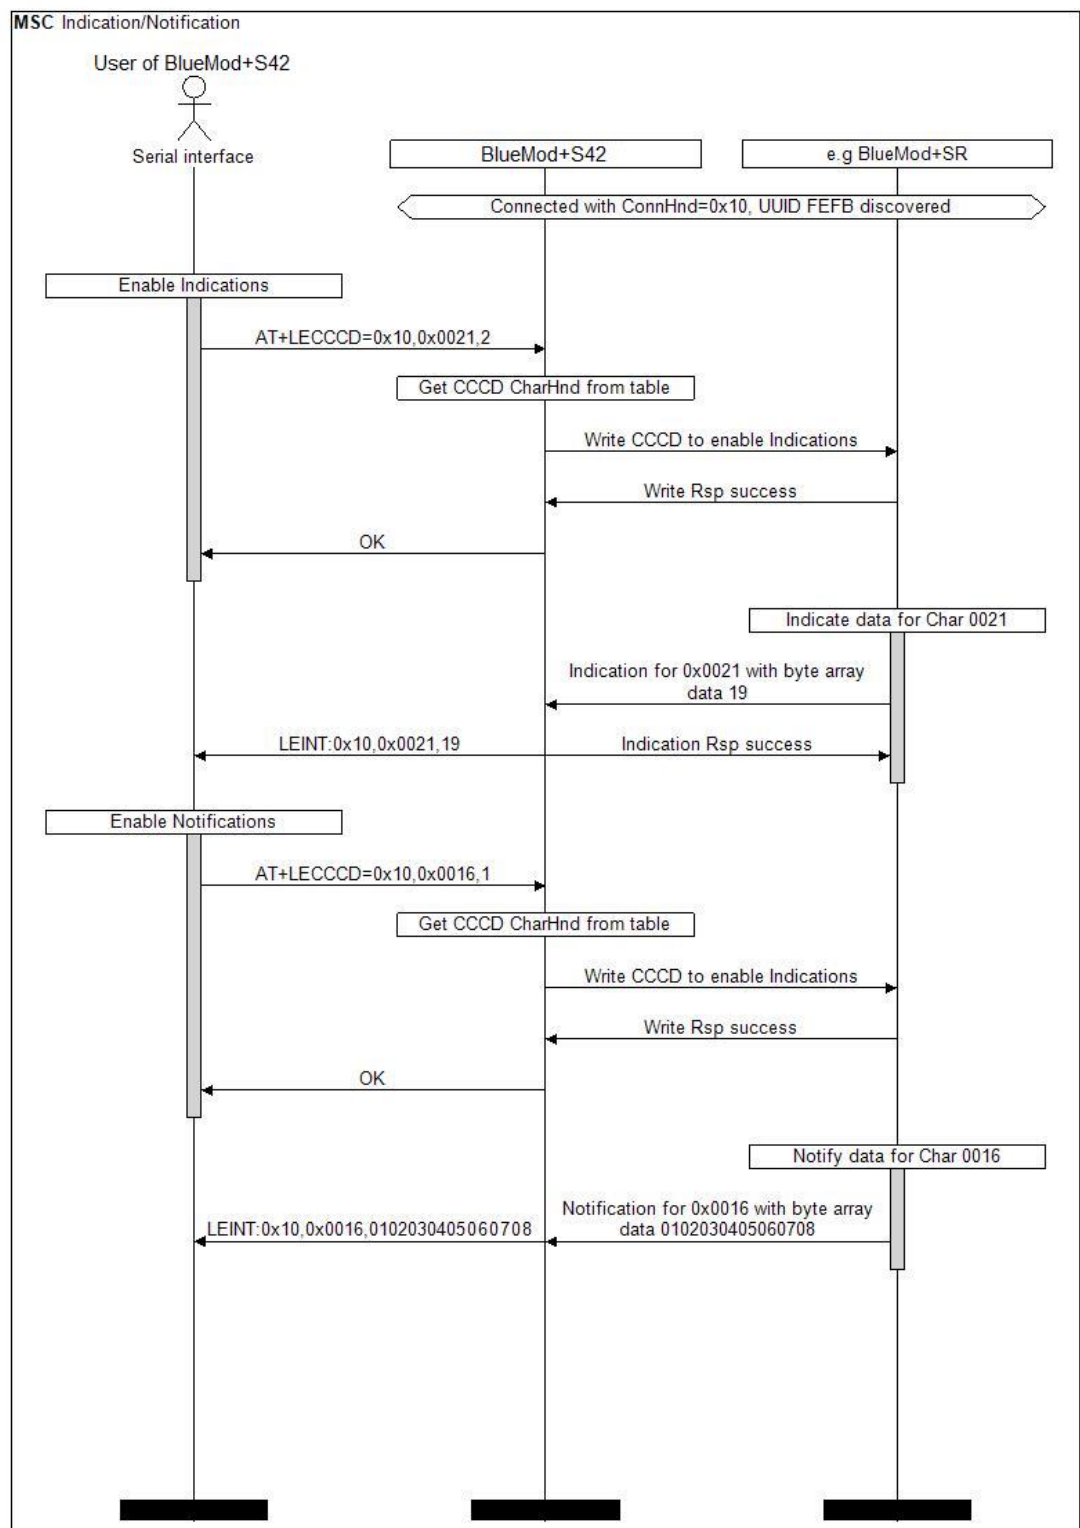 MSC Indication/Notification
User of BlueMod+S42
Serial interface
BlueMod+S42
e.g BlueMod+SR
Connected with ConnHnd=0x10, UUID FEFB discovered
Enable Indications
AT+LECCCD=0x10,0x0021,2
Get CCCD CharHnd from table
Write CCCD to enable Indications
Write Rsp success
OK
Indicate data for Char 0021
Indication for 0x0021 with byte array
data 19
LEINT:0x10,0x0021,19
Indication Rsp success
Enable Notifications
AT+LECCCD=0x10,0x0016,1
Get CCCD CharHnd from table
Write CCCD to enable Indications
Write Rsp success
OK
Notify data for Char 0016
Notification for 0x0016 with byte array
data 0102030405060708
LEINT:0x10,0x0016,0102030405060708